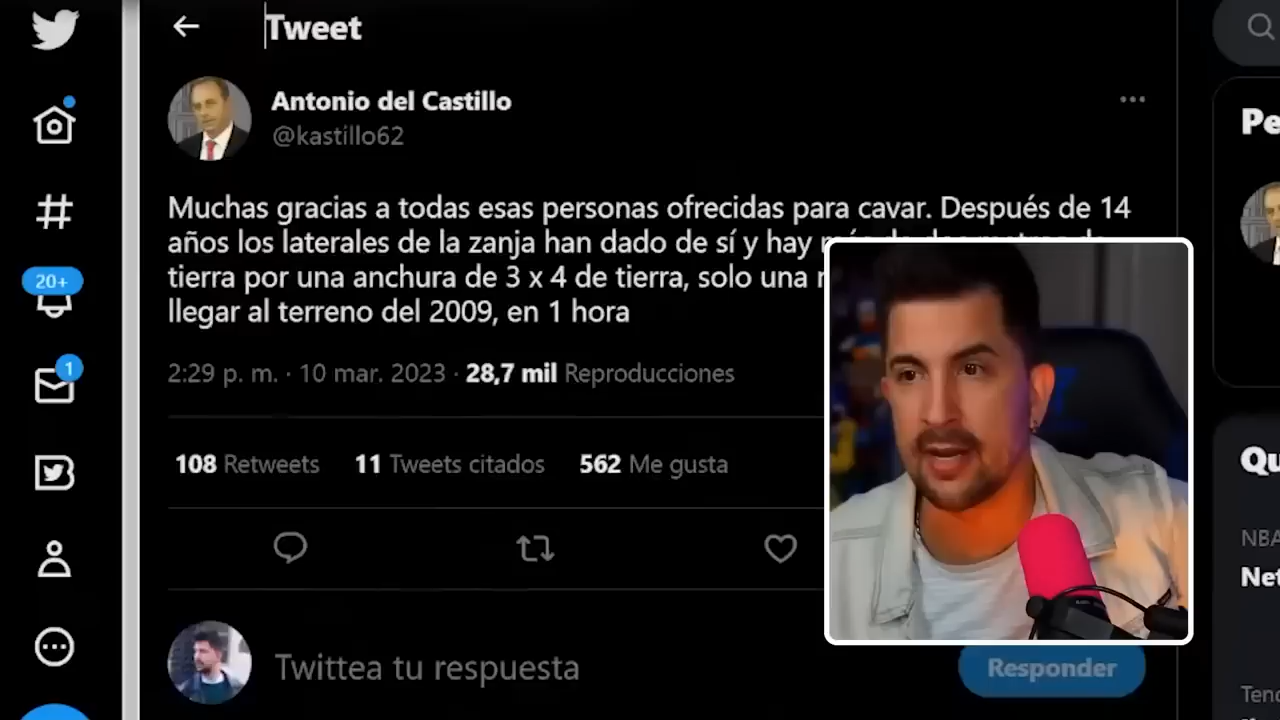 Tweet
Antonio del Castillo
@kastillo62
Muchas gracias a todas esas personas ofrecidas para cavar. Después de 14
años los laterales de la zanja han dado de sí y hay
tierra por una anchura de 3 x 4 de tierra, solo una
llegar al terreno del 2009, en 1 hora
2:29 p. m. · 10 mar. 2023 · 28,7 mil Reproducciones
108 Retweets 11 Tweets citados 562 Me gusta
Twittea tu respuesta
Responder
20+
1
Pe
Qu
NBA
Net
Tend